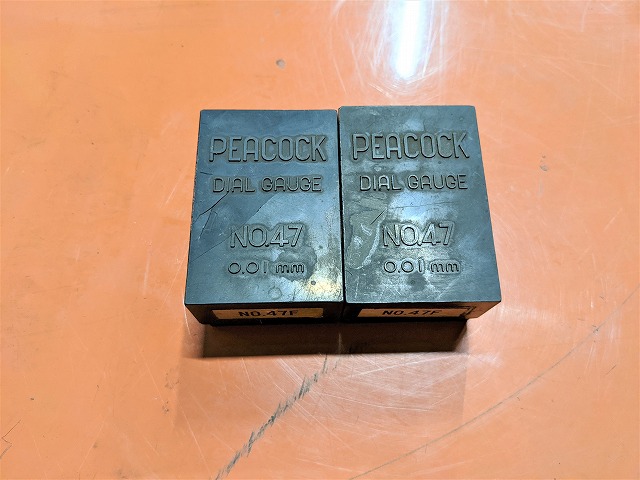 PEACOCK
DIAL GAUGE
NO.47
0.01 mm
NO.47F
PEACOCK
DIAL GAUGE
NO.47
0.01 mm
NO.47F